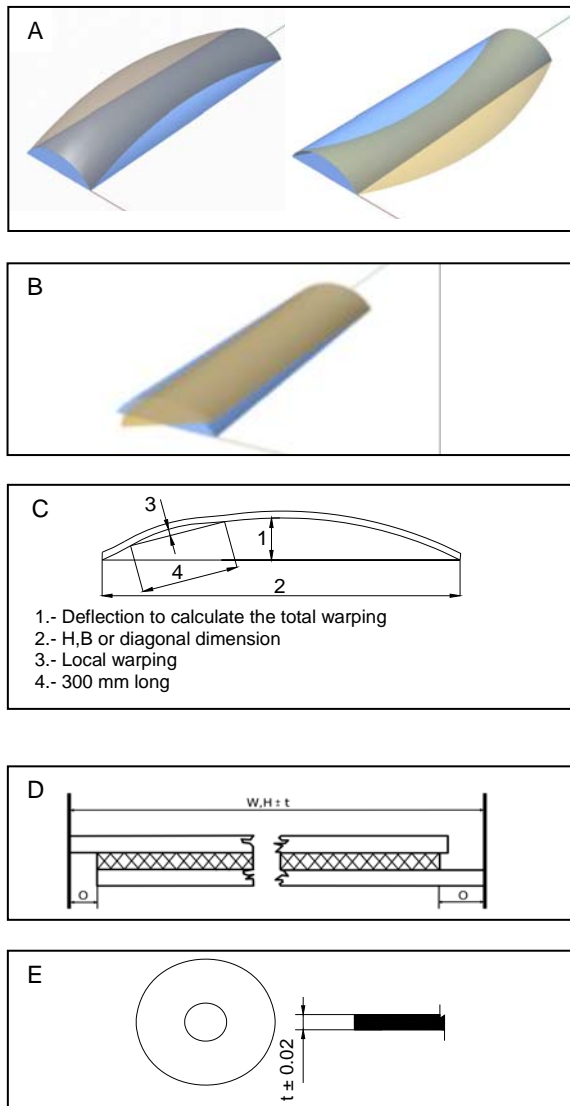 A
B
C
3
1
4
2
1.- Deflection to calculate the total warping
2.- H,B or diagonal dimension
3.- Local warping
4.- 300 mm long
D
W,H ± t
O
O
E
t ± 0.02